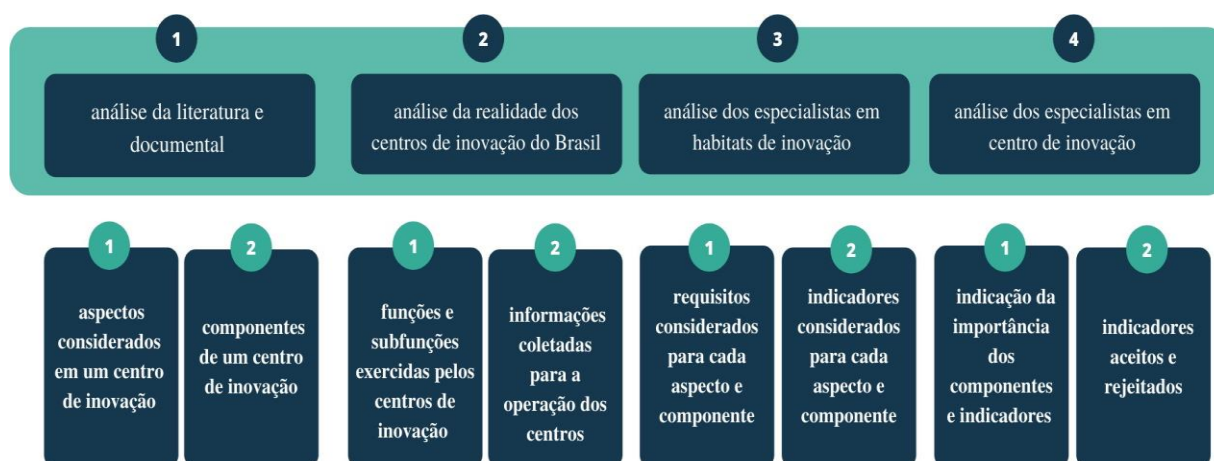 1
análise da literatura e
documental
2
análise da realidade dos
centros de inovação do Brasil
3
análise dos especialistas em
habitats de inovação
4
análise dos especialistas em
centro de inovação
1
aspectos
considerados
em um centro
de inovação
2
componentes
de um centro
de inovação
1
funções e
subfunções
exercidas pelos
centros de
inovação
2
informações
coletadas
para a
operação dos
centros
1
requisitos
considerados
para cada
aspecto e
componente
2
indicadores
considerados
para cada
aspecto e
componente
1
indicação da
importância
dos
componentes
e indicadores
2
indicadores
aceitos e
rejeitados